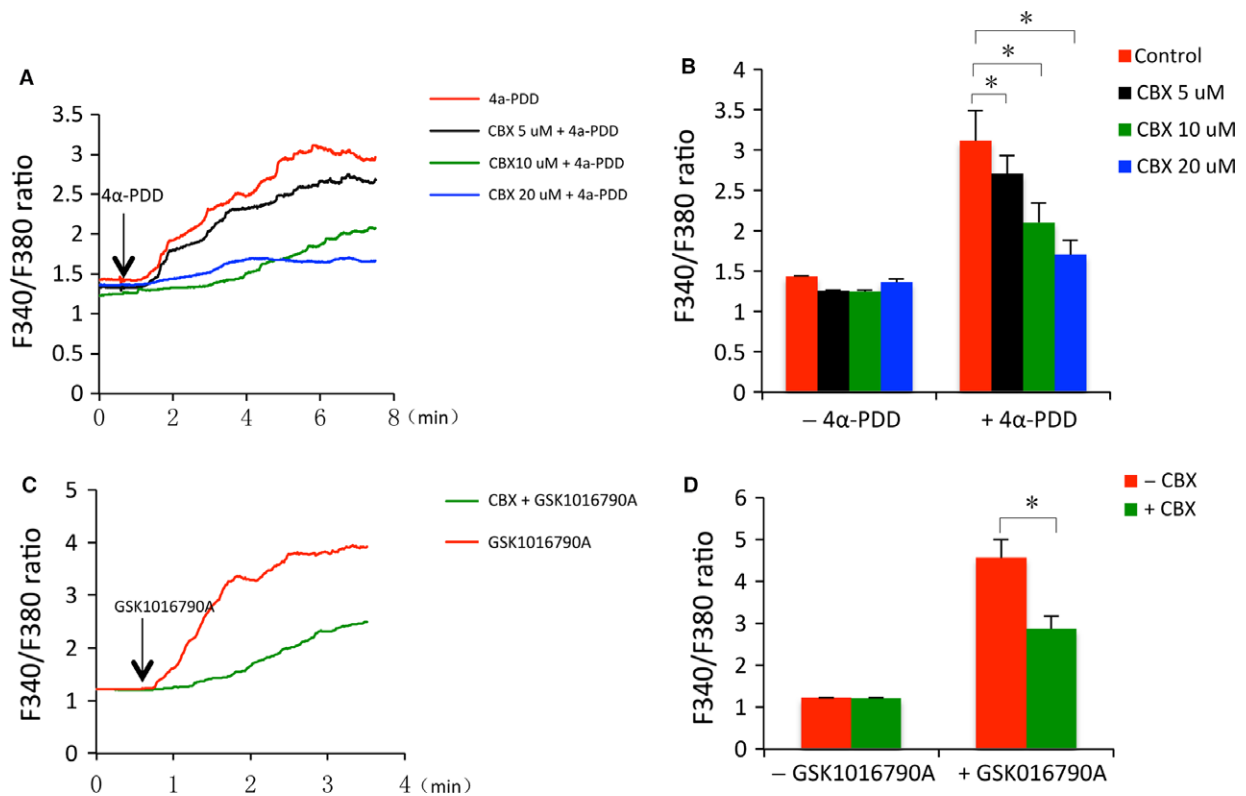 A
F340/F380 ratio
3.5
3
2.5
2
1.5
1
0.5
0
0 2 4 6 8 (min)
4α-PDD
4a-PDD
CBX 5 uM + 4a-PDD
CBX10 uM + 4a-PDD
CBX 20 uM + 4a-PDD
B
F340/F380 ratio
4
3.5
3
2.5
2
1.5
1
0.5
0
– 4α-PDD + 4α-PDD
*
*
*
Control
CBX 5 uM
CBX 10 uM
CBX 20 uM
C
F340/F380 ratio
5
4
3
2
1
0
0 1 2 3 4 (min)
GSK1016790A
CBX + GSK1016790A
GSK1016790A
D
F340/F380 ratio
6
5
4
3
2
1
0
– GSK1016790A + GSK016790A
*
– CBX
+ CBX